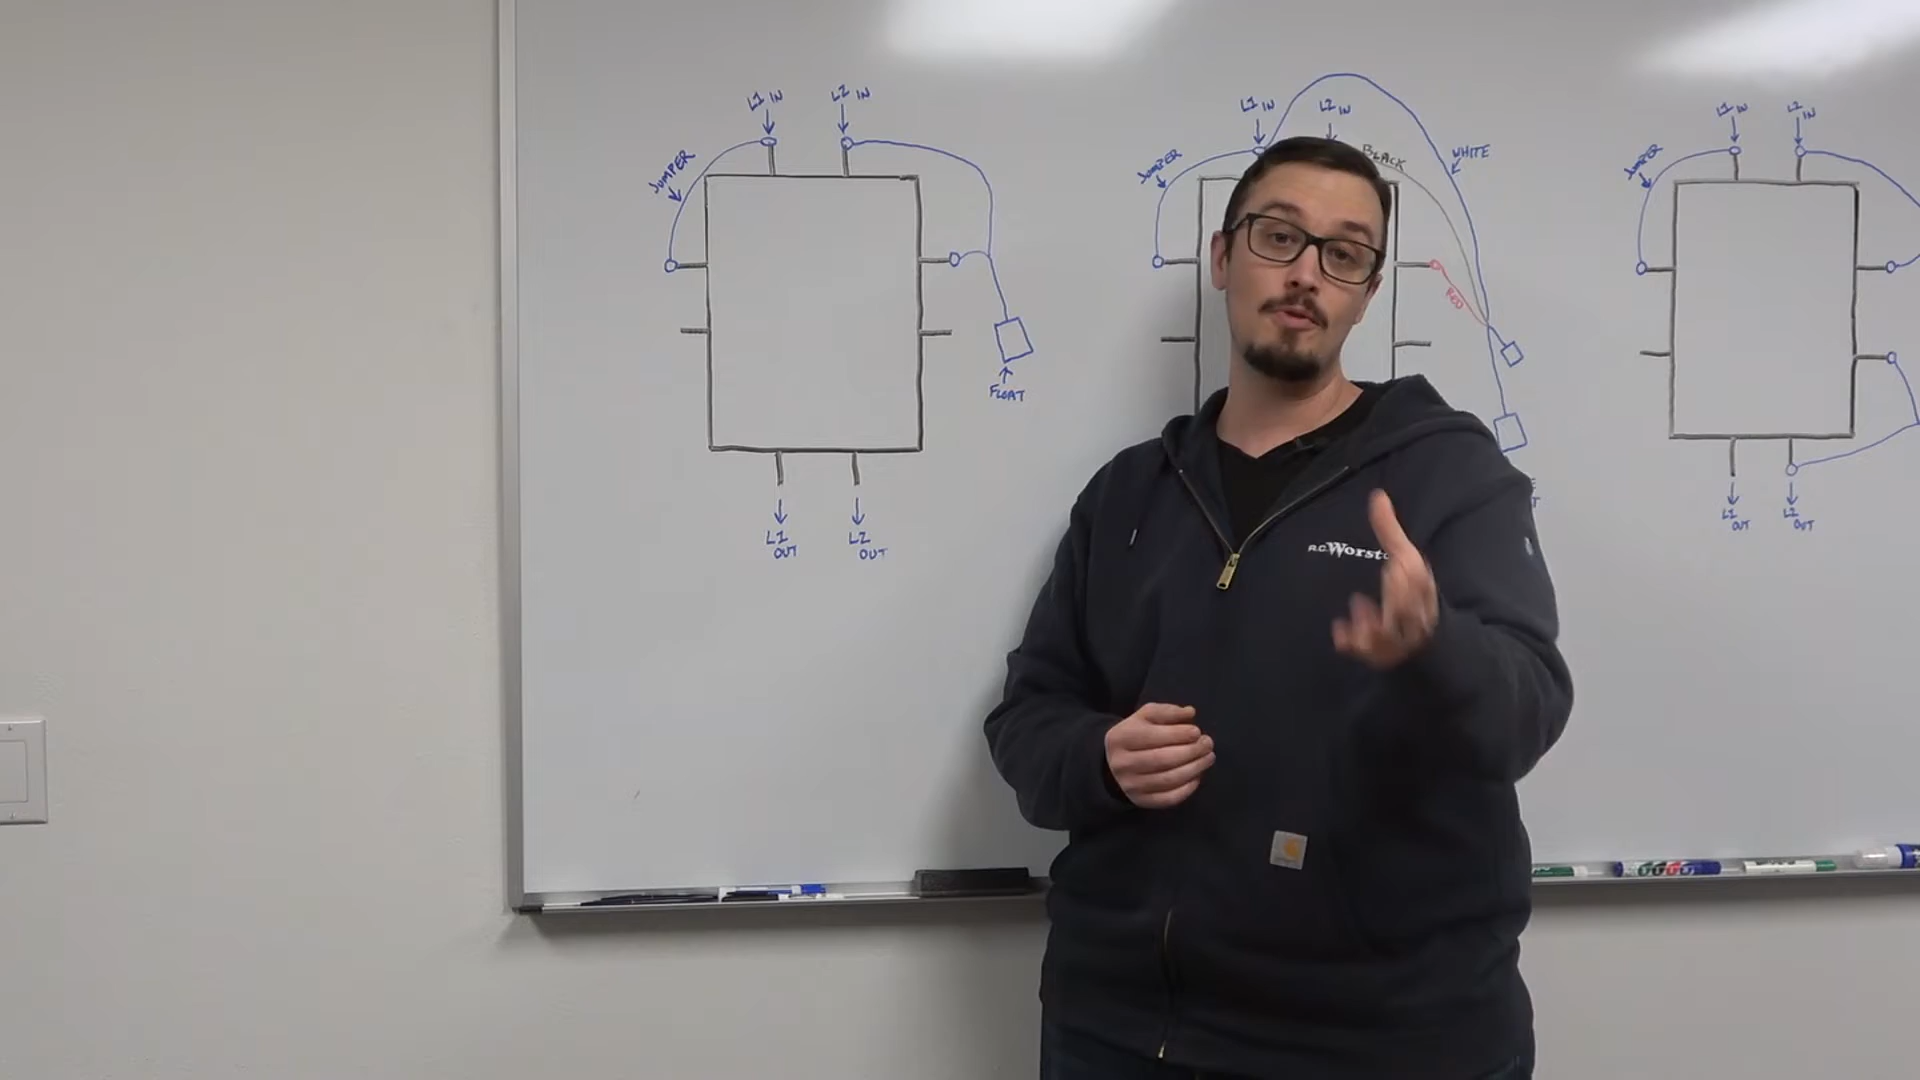 L1 IN
L2 IN
JUMPER
FLOAT
L1 OUT
L2 OUT
L1 IN
L2 IN
JUMPER
BLACK
WHITE
RED
R.C. Worst
L1 IN
L2 IN
JUMPER
L1 OUT
L2 OUT